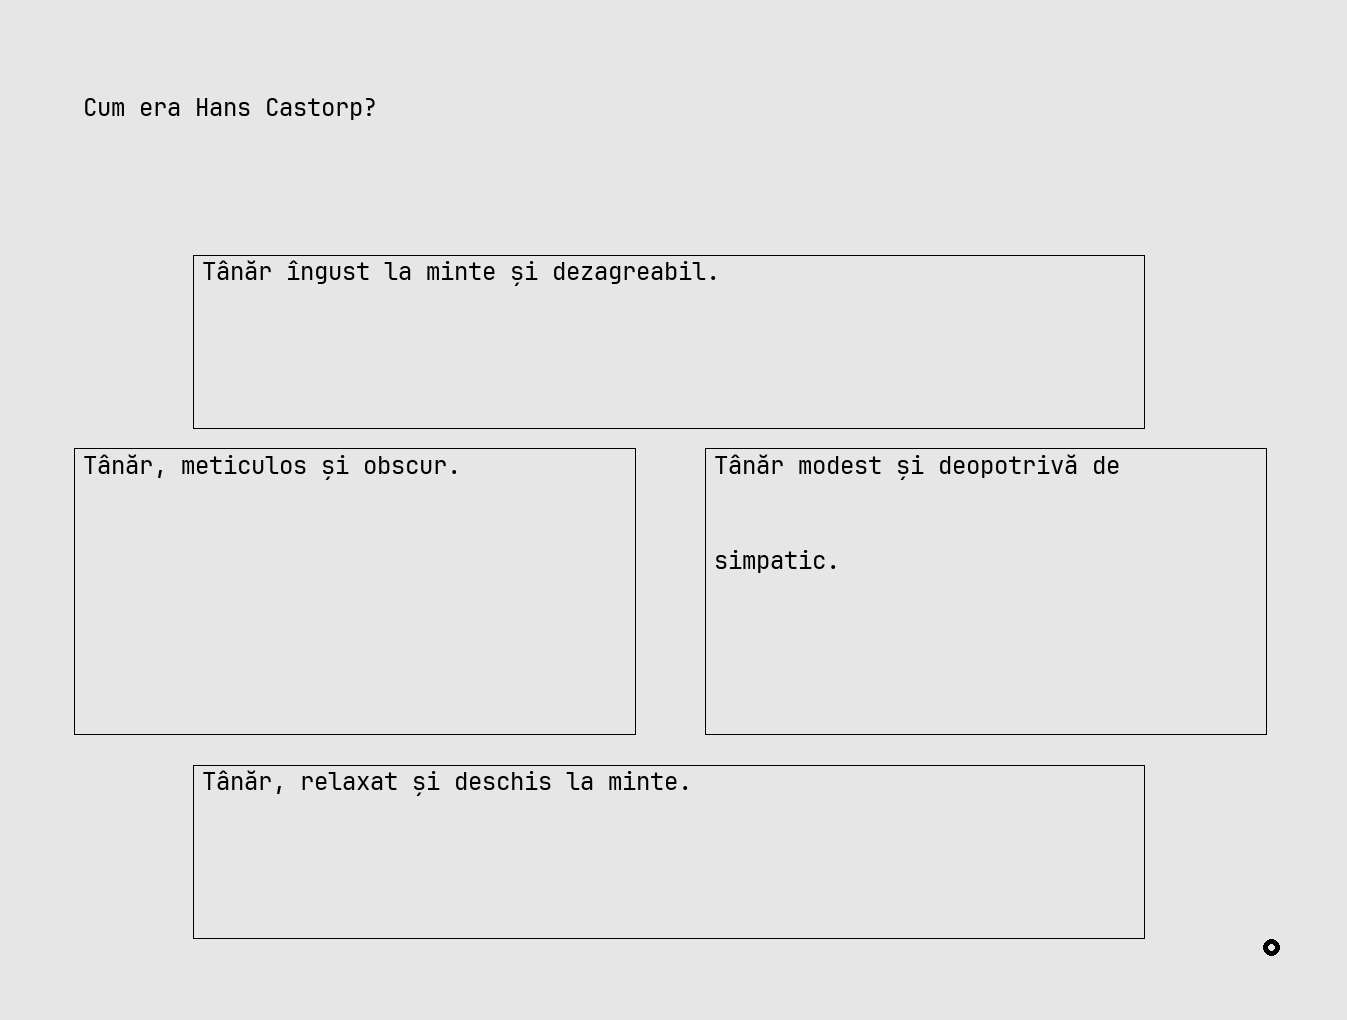 Cum era Hans Castorp?
Tânăr îngust la minte și dezagreabil.
Tânăr, meticulos și obscur.
Tânăr modest și deopotrivă de
simpatic.
Tânăr, relaxat și deschis la minte.